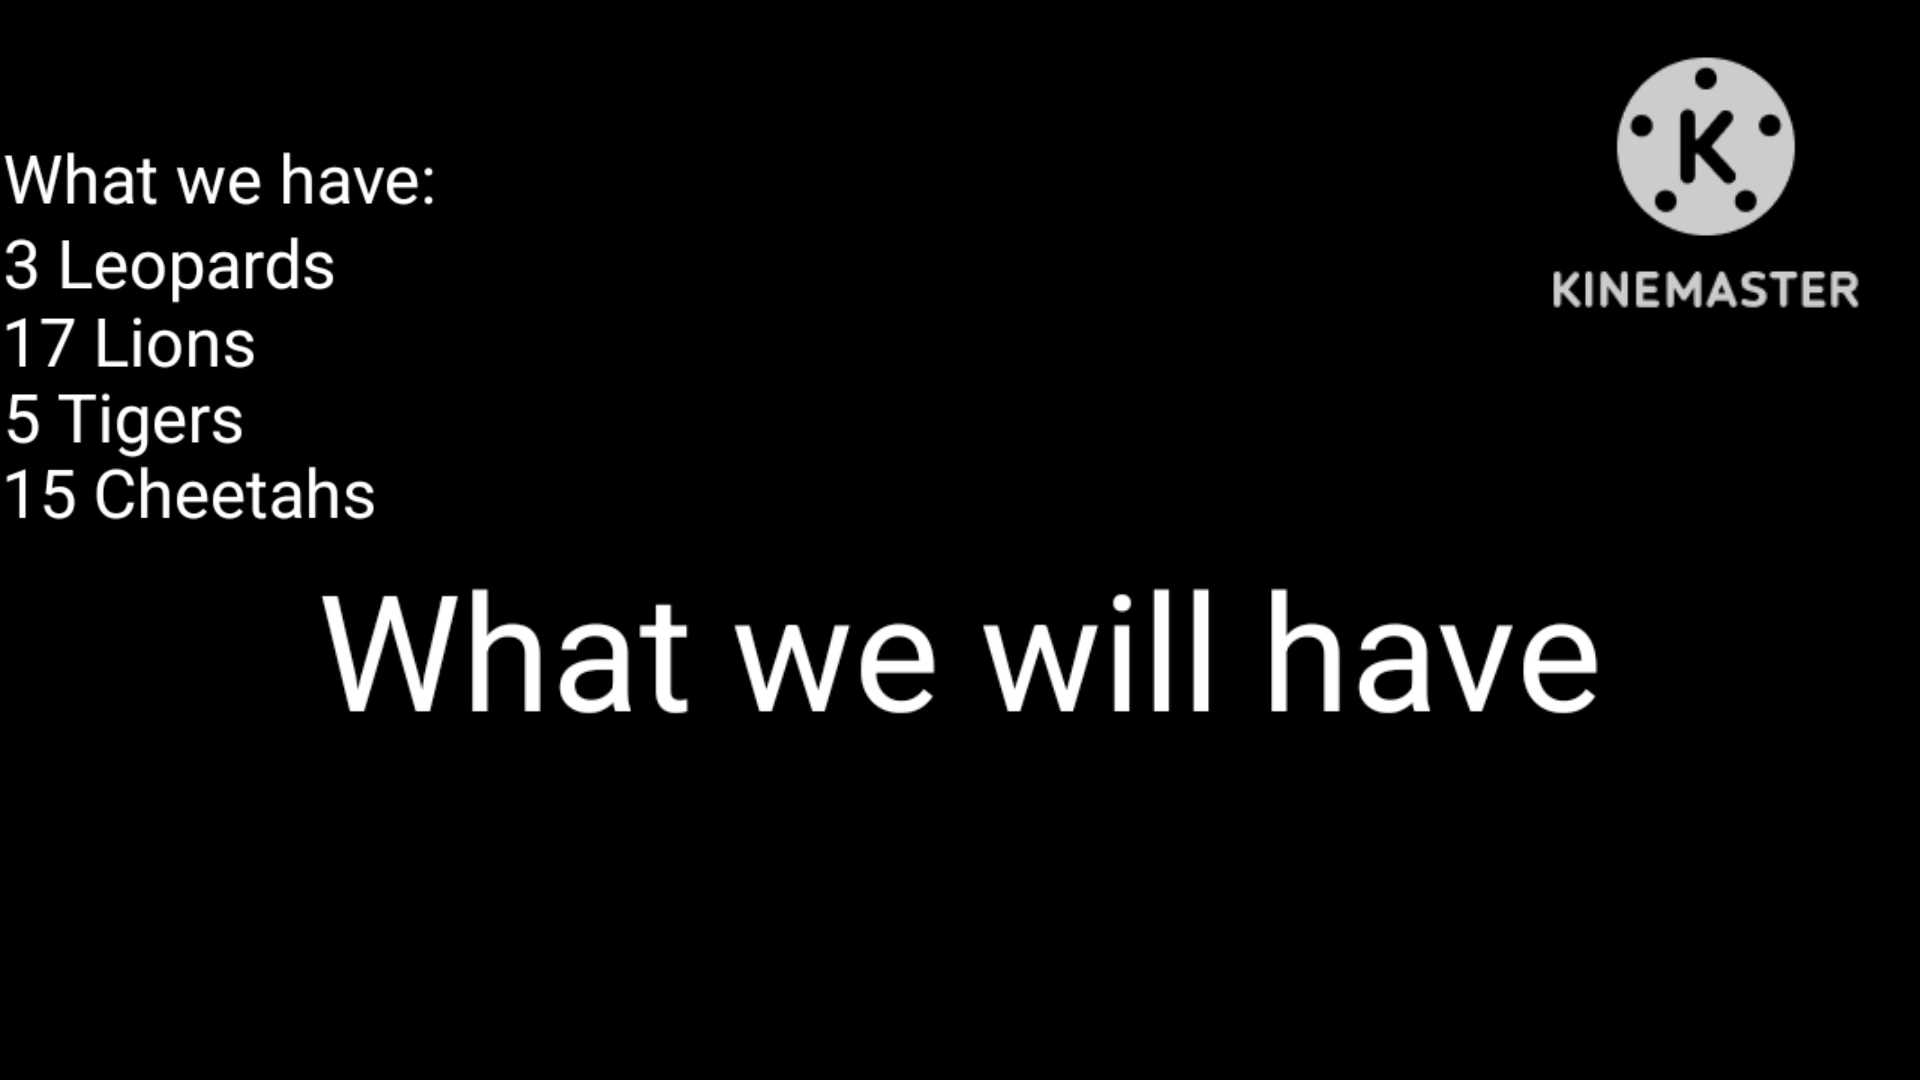 What we have:
3 Leopards
17 Lions
5 Tigers
15 Cheetahs
What we will have
K
KINEMASTER